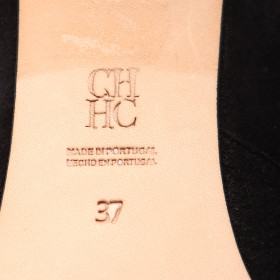 CH
HC
MADE IN PORTUGAL
HECHO EN PORTUGAL
37